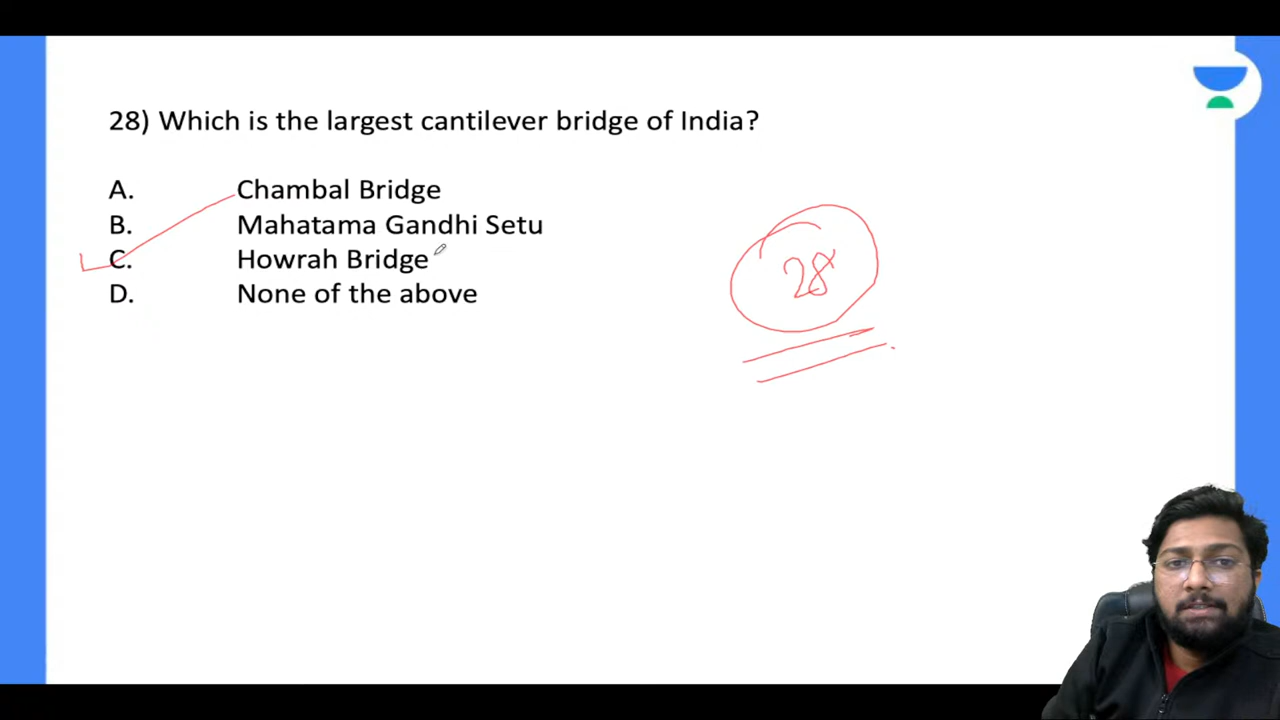 28) Which is the largest cantilever bridge of India?
A. Chambal Bridge
B. Mahatama Gandhi Setu
C. Howrah Bridge
D. None of the above
28